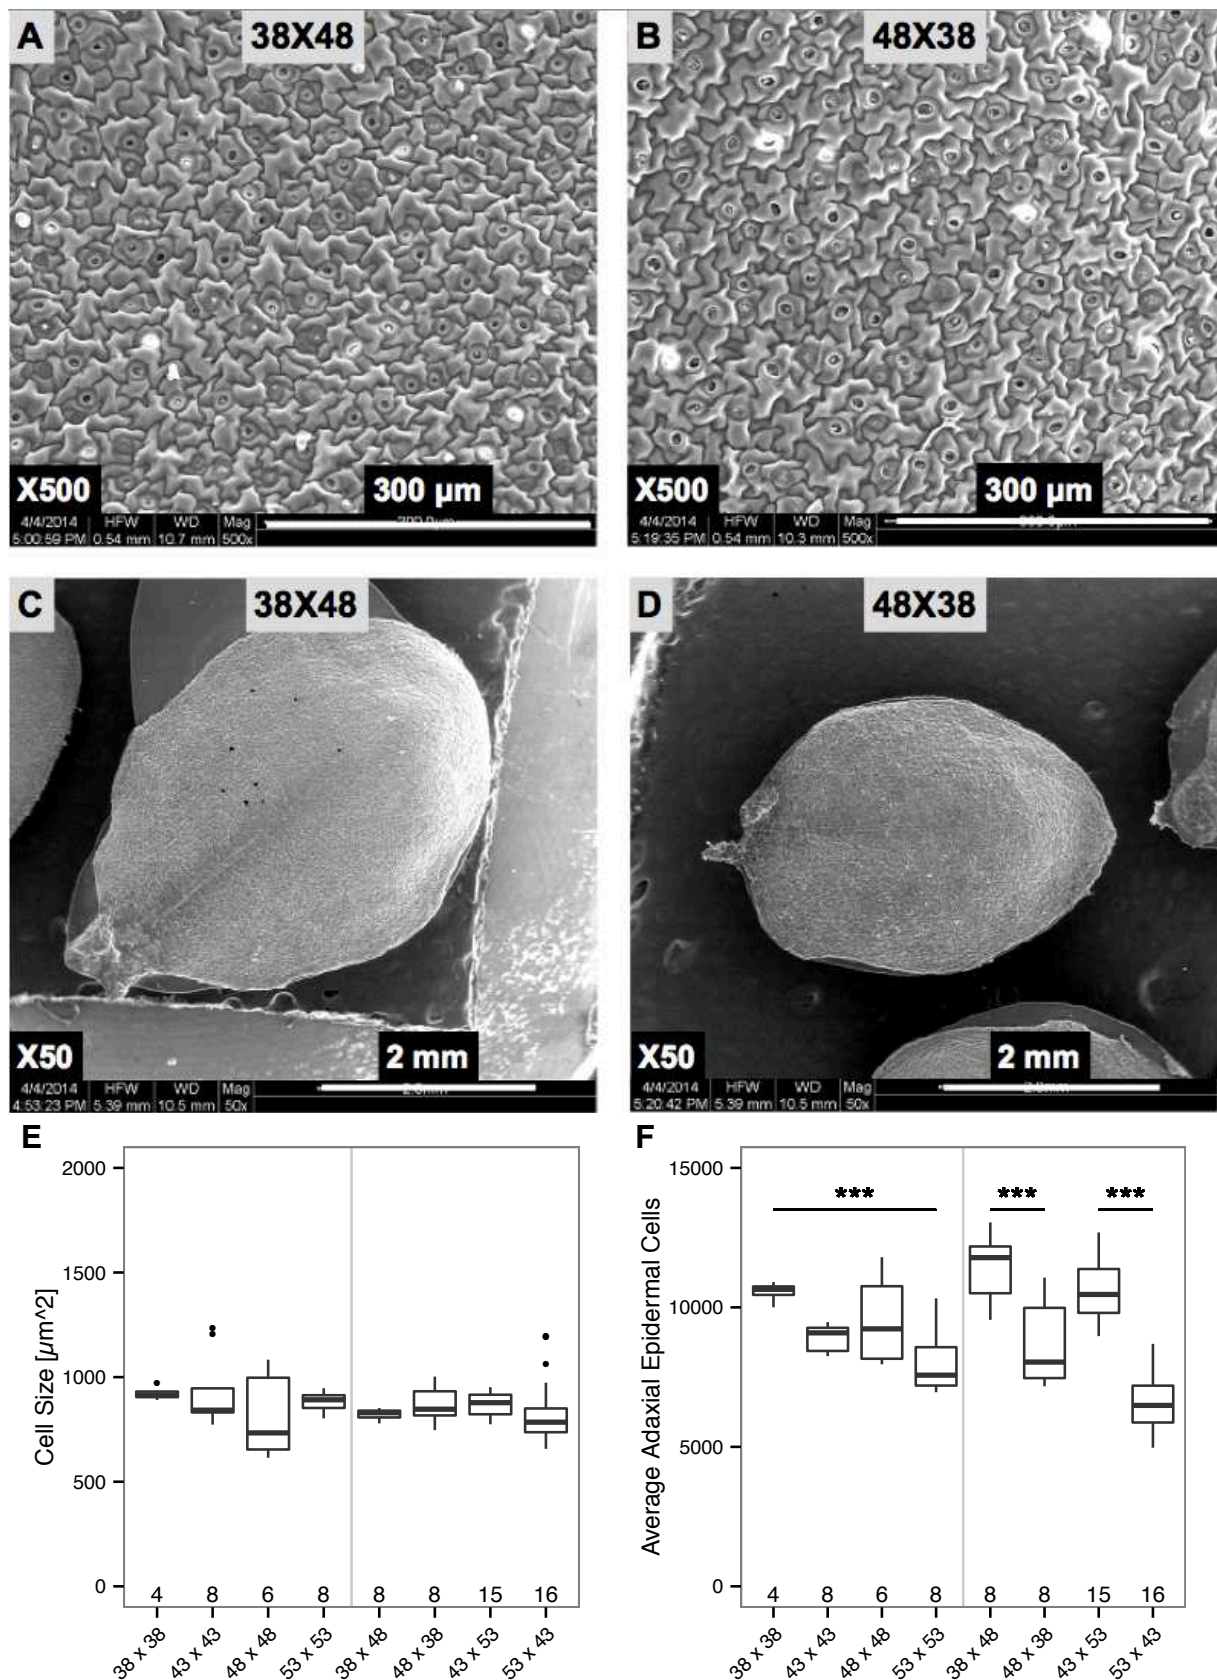 A 38X48
B 48X38
X500 300 µm
4/4/2014 HFW WD Mag
5:00:59 PM 0.54 mm 10.7 mm 500x
X500 300 µm
4/4/2014 HFW WD Mag
5:19:35 PM 0.54 mm 10.3 mm 500x
C 38X48
D 48X38
X50 2 mm
4/4/2014 HFW WD Mag
4:53:23 PM 5.39 mm 10.5 mm 50x
X50 2 mm
4/4/2014 HFW WD Mag
5:20:42 PM 5.39 mm 10.5 mm 50x
E
Cell Size [µm^2]
2000
1500
1000
500
0
4 8 6 8 8 8 15 16
38 x 38 43 x 43 48 x 48 53 x 53 38 x 48 48 x 38 43 x 53 53 x 43
F
Average Adaxial Epidermal Cells
15000
10000
5000
0
*** *** ***
4 8 6 8 8 8 15 16
38 x 38 43 x 43 48 x 48 53 x 53 38 x 48 48 x 38 43 x 53 53 x 43